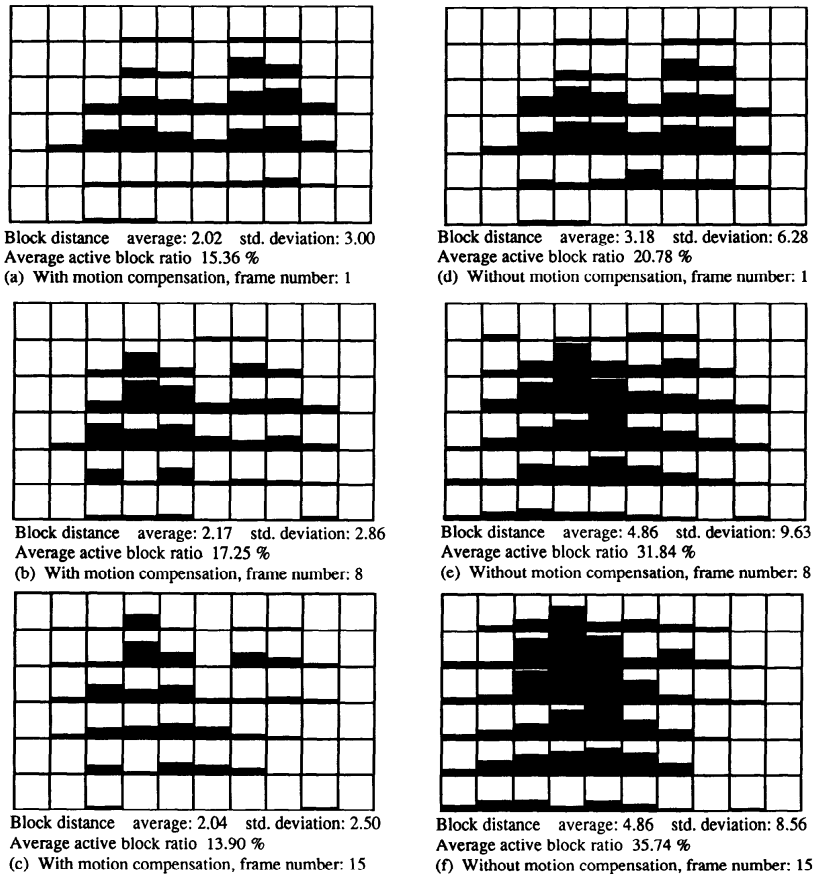 Block distance average: 2.02 std. deviation: 3.00
Average active block ratio 15.36 %
(a) With motion compensation, frame number: 1
Block distance average: 3.18 std. deviation: 6.28
Average active block ratio 20.78 %
(d) Without motion compensation, frame number: 1
Block distance average: 2.17 std. deviation: 2.86
Average active block ratio 17.25 %
(b) With motion compensation, frame number: 8
Block distance average: 4.86 std. deviation: 9.63
Average active block ratio 31.84 %
(e) Without motion compensation, frame number: 8
Block distance average: 2.04 std. deviation: 2.50
Average active block ratio 13.90 %
(c) With motion compensation, frame number: 15
Block distance average: 4.86 std. deviation: 8.56
Average active block ratio 35.74 %
(f) Without motion compensation, frame number: 15